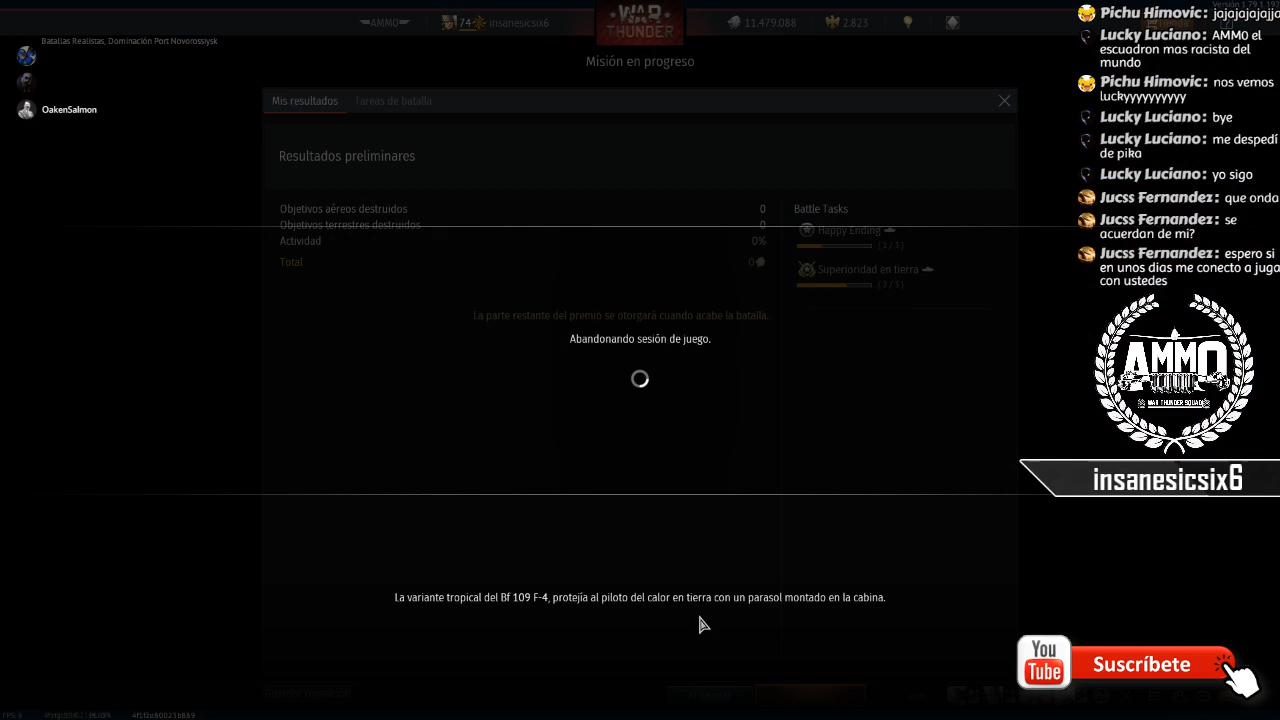 AMMO
74
insanesicsix6
WAR
THUNDER
11.479.088
2.823
Versión 1.79.1.193
Batallas Realistas, Dominación Port Novorossiysk
OakenSalmon
Misión en progreso
Mis resultados
Tareas de batalla
Resultados preliminares
Objetivos aéreos destruidos 0
Objetivos terrestres destruidos 0
Actividad 0%
Total 0
Battle Tasks
Happy Ending
Superioridad en tierra
La parte restante del premio se otorgará cuando acabe la batalla.
Abandonando sesión de juego.
La variante tropical del Bf 109 F-4, protejía al piloto del calor en tierra con un parasol montado en la cabina.
Pichu Himovic: jajajajajajjo
Lucky Luciano: AMMO el
escuadron mas racista del
mundo
Pichu Himovic: nos vemos
luckyyyyyyyyyy
Lucky Luciano: bye
Lucky Luciano: me despedí
de pika
Lucky Luciano: yo sigo
Jucss Fernandez: que onda
Jucss Fernandez: se
acuerdan de mi?
Jucss Fernandez: espero si
en unos dias me conecto a juga
con ustedes
AMMO
WAR THUNDER SQUAD
insanesicsix6
You
Tube
Suscríbete